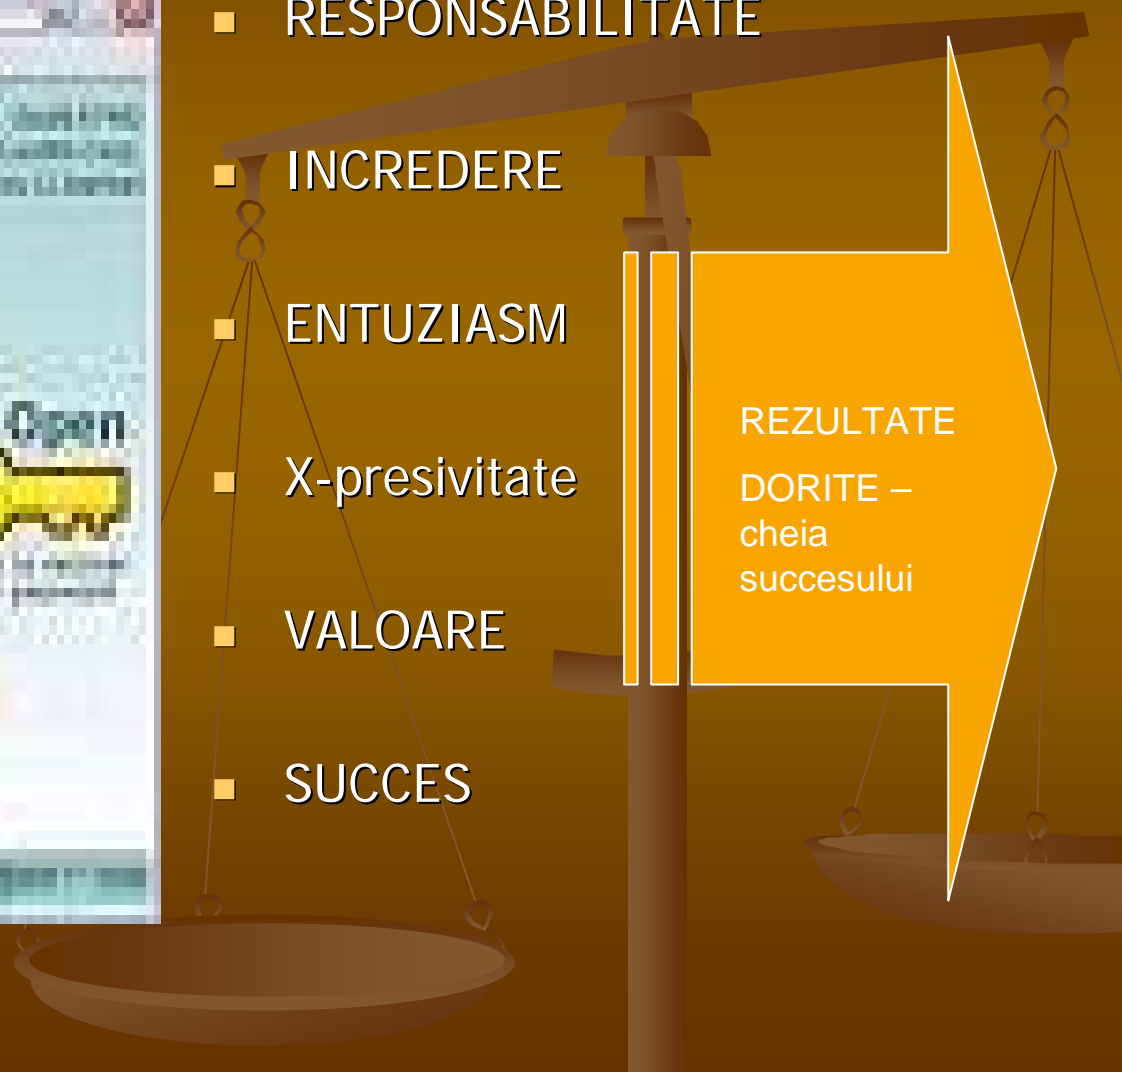 RESPONSABILITATE
INCREDERE
ENTUZIASM
X-presivitate
VALOARE
SUCCES
REZULTATE
DORITE –
cheia
succesului
Open